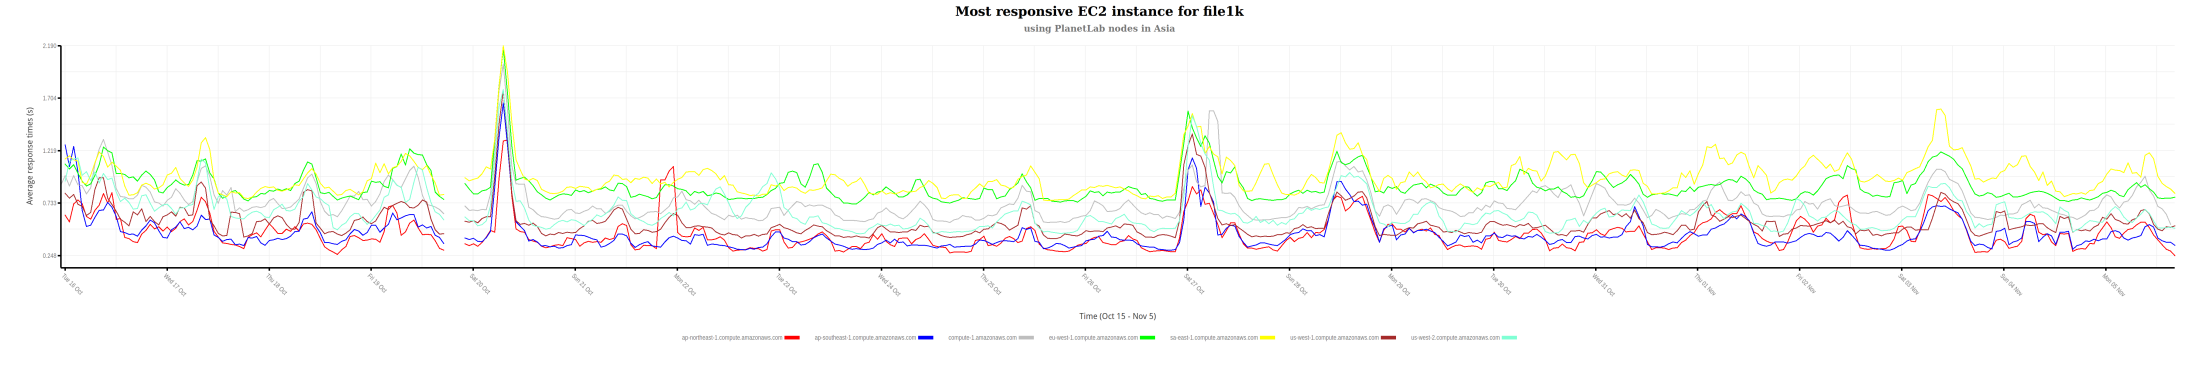 Most responsive EC2 instance for file1k
using PlanetLab nodes in Asia
Average response times (s)
2.190
1.704
1.219
0.733
0.248
Tue 16 Oct
Wed 17 Oct
Thu 18 Oct
Fri 19 Oct
Sat 20 Oct
Sun 21 Oct
Mon 22 Oct
Tue 23 Oct
Wed 24 Oct
Thu 25 Oct
Fri 26 Oct
Sat 27 Oct
Sun 28 Oct
Mon 29 Oct
Tue 30 Oct
Wed 31 Oct
Thu 01 Nov
Fri 02 Nov
Sat 03 Nov
Sun 04 Nov
Mon 05 Nov
Time (Oct 15 - Nov 5)
ap-northeast-1.compute.amazonaws.com
ap-southeast-1.compute.amazonaws.com
compute-1.amazonaws.com
eu-west-1.compute.amazonaws.com
sa-east-1.compute.amazonaws.com
us-west-1.compute.amazonaws.com
us-west-2.compute.amazonaws.com